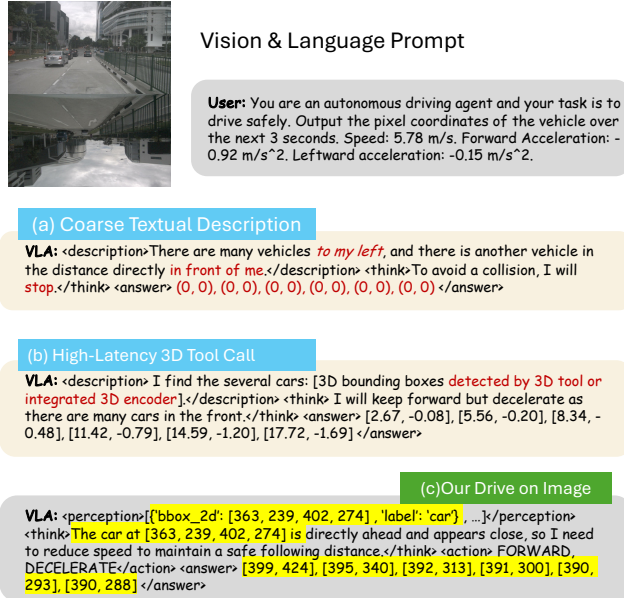 Vision & Language Prompt
User: You are an autonomous driving agent and your task is to
drive safely. Output the pixel coordinates of the vehicle over
the next 3 seconds. Speed: 5.78 m/s. Forward Acceleration: -
0.92 m/s^2. Leftward acceleration: -0.15 m/s^2.
(a) Coarse Textual Description
VLA: <description>There are many vehicles to my left, and there is another vehicle in
the distance directly in front of me.</description> <think>To avoid a collision, I will
stop.</think> <answer> (0, 0), (0, 0), (0, 0), (0, 0), (0, 0), (0, 0) </answer>
(b) High-Latency 3D Tool Call
VLA: <description> I find the several cars: [3D bounding boxes detected by 3D tool or
integrated 3D encoder].</description> <think> I will keep forward but decelerate as
there are many cars in the front.</think> <answer> [2.67, -0.08], [5.56, -0.20], [8.34, -
0.48], [11.42, -0.79], [14.59, -1.20], [17.72, -1.69] </answer>
(c)Our Drive on Image
VLA: <perception>[{'bbox_2d': [363, 239, 402, 274] , 'label': 'car'} , …]</perception>
<think>The car at [363, 239, 402, 274] is directly ahead and appears close, so I need
to reduce speed to maintain a safe following distance.</think> <action> FORWARD,
DECELERATE</action> <answer> [399, 424], [395, 340], [392, 313], [391, 300], [390,
293], [390, 288] </answer>